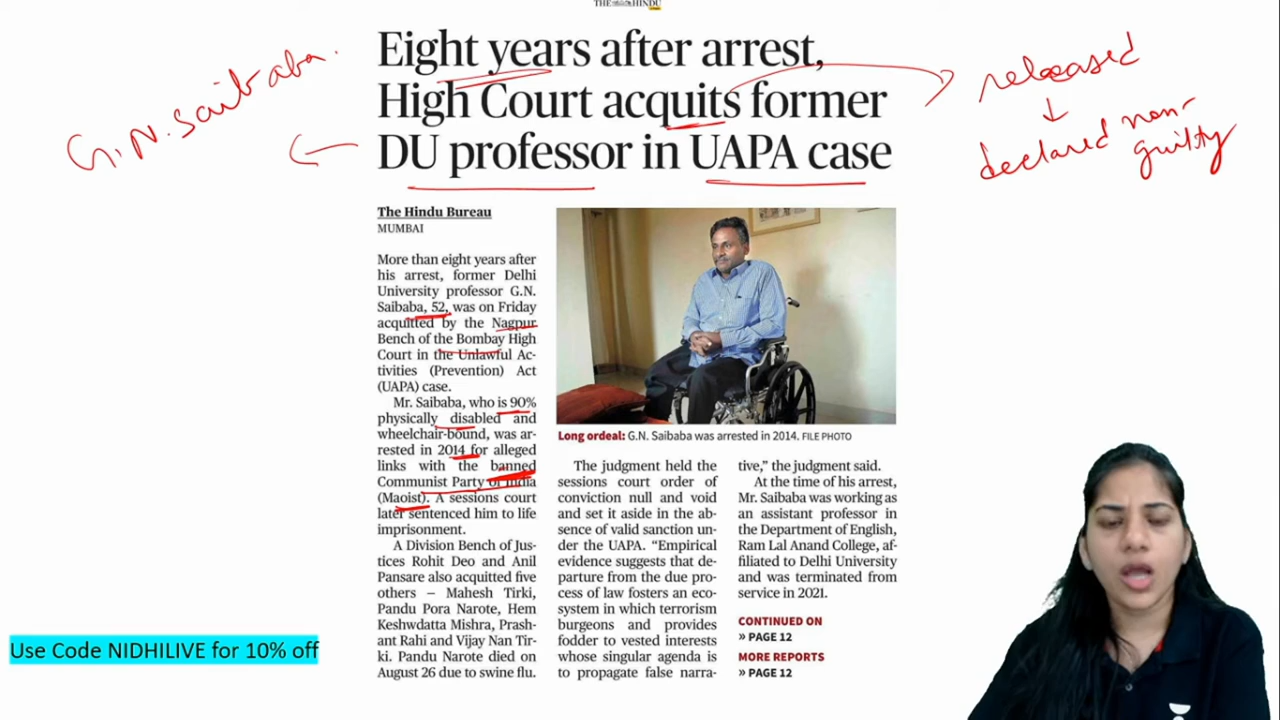 THE HINDU
Eight years after arrest,
High Court acquits former
DU professor in UAPA case
G.N. Saibaba.
released
declared non-
guilty
The Hindu Bureau
MUMBAI
More than eight years after
his arrest, former Delhi
University professor G.N.
Saibaba, 52, was on Friday
acquitted by the Nagpur
Bench of the Bombay High
Court in the Unlawful Ac-
tivities (Prevention) Act
(UAPA) case.
Mr. Saibaba, who is 90%
physically disabled and
wheelchair-bound, was ar-
rested in 2014 for alleged
links with the banned
Communist Party of India
(Maoist). A sessions court
later sentenced him to life
imprisonment.
A Division Bench of Jus-
tices Rohit Deo and Anil
Pansare also acquitted five
others — Mahesh Tirki,
Pandu Pora Narote, Hem
Keshwdatta Mishra, Prash-
ant Rahi and Vijay Nan Tir-
ki. Pandu Narote died on
August 26 due to swine flu.
Long ordeal: G.N. Saibaba was arrested in 2014. FILE PHOTO
The judgment held the
sessions court order of
conviction null and void
and set it aside in the ab-
sence of valid sanction un-
der the UAPA. “Empirical
evidence suggests that de-
parture from the due pro-
cess of law fosters an eco-
system in which terrorism
burgeons and provides
fodder to vested interests
whose singular agenda is
to propagate false narra-
tive,” the judgment said.
At the time of his arrest,
Mr. Saibaba was working as
an assistant professor in
the Department of English,
Ram Lal Anand College, af-
filiated to Delhi University
and was terminated from
service in 2021.
CONTINUED ON
» PAGE 12
MORE REPORTS
» PAGE 12
Use Code NIDHILIVE for 10% off